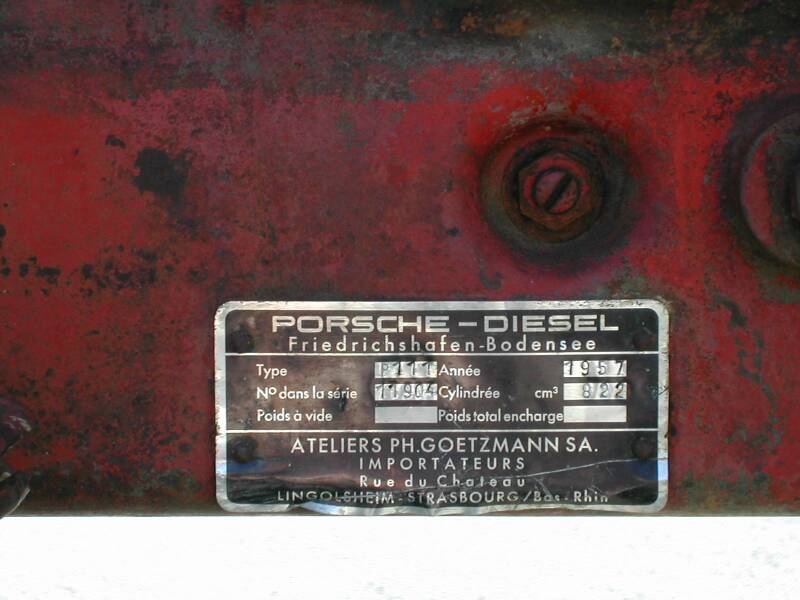 PORSCHE-DIESEL
Friedrichshafen-Bodensee
Type P111 Année 1957
No dans la série 11904 Cylindrée cm³ 822
Poids à vide Poids total encharge
ATELIERS PH.GOETZMANN SA.
IMPORTATEURS
Rue du Chateau
LINGOLSHEIM-STRASBOURG/Bas-Rhin